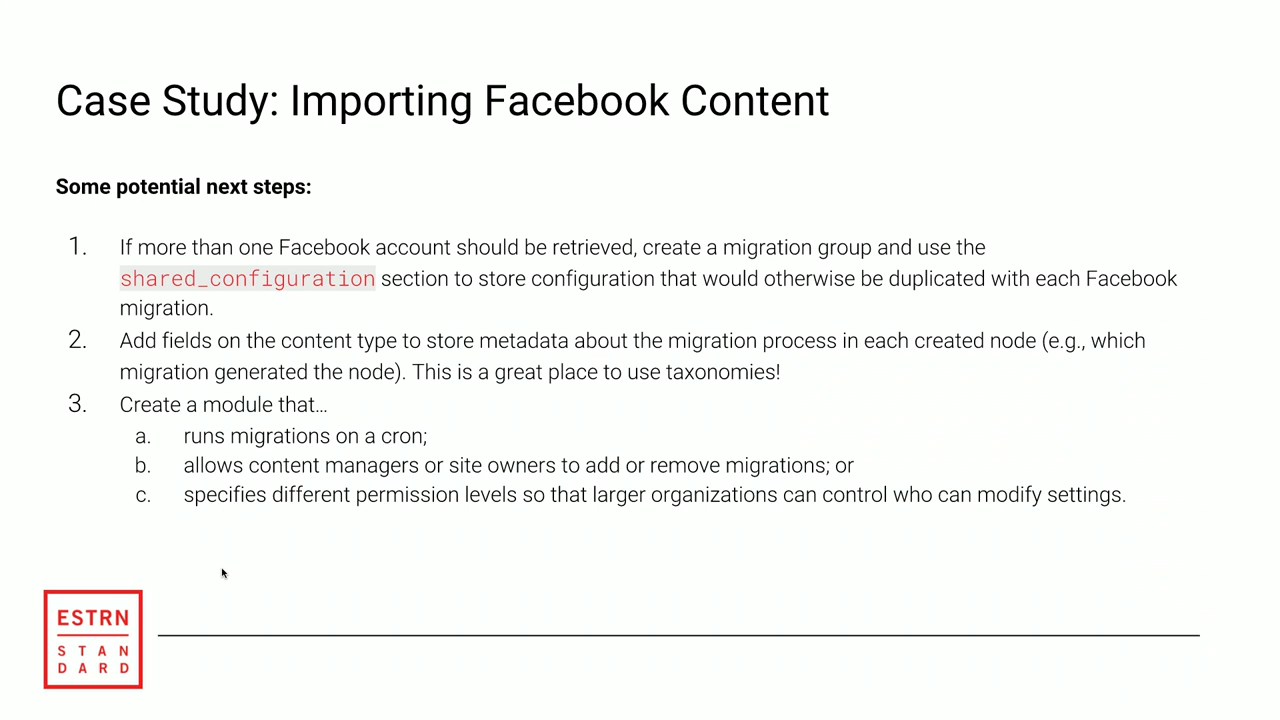 Case Study: Importing Facebook Content
Some potential next steps:
1. If more than one Facebook account should be retrieved, create a migration group and use the
shared_configuration section to store configuration that would otherwise be duplicated with each Facebook
migration.
2. Add fields on the content type to store metadata about the migration process in each created node (e.g., which
migration generated the node). This is a great place to use taxonomies!
3. Create a module that…
a. runs migrations on a cron;
b. allows content managers or site owners to add or remove migrations; or
c. specifies different permission levels so that larger organizations can control who can modify settings.
ESTRN
STAN
DARD